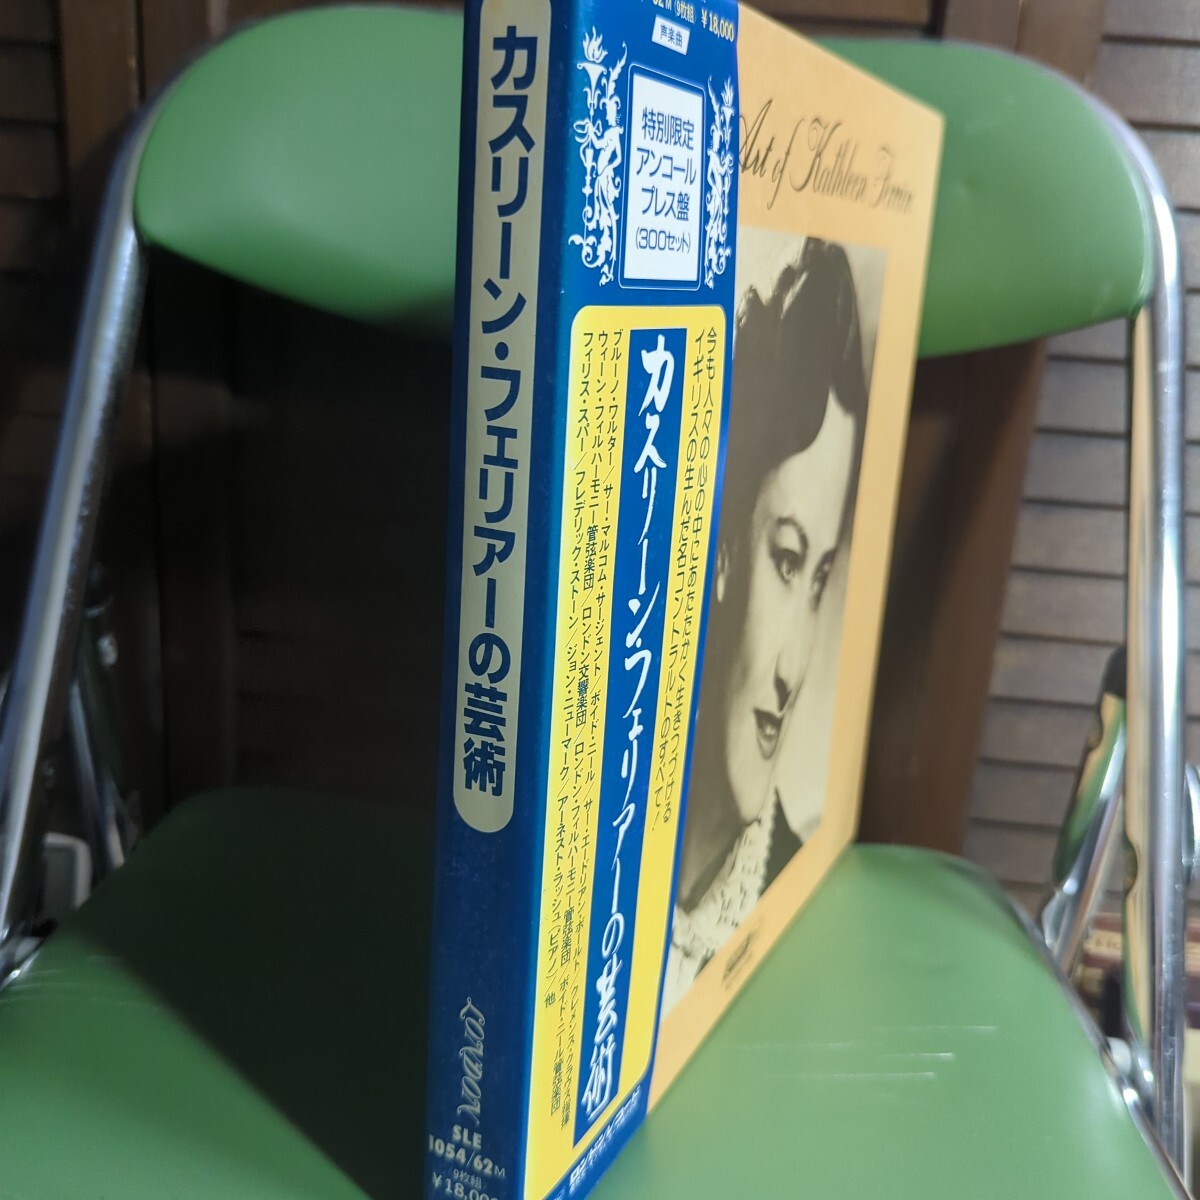 カスリーン・フェリアーの芸術
LONDON
SLE
1054/62M
9枚組
¥18,000
62M (9枚組) ¥18,000
声楽曲
特別限定
アンコール
プレス盤
(300セット)
今も人々の心の中にあたたかく生きつづける
イギリスの生んだ名コントラルトのすべて!
カスリーン・フェリアーの芸術
ブルーノ・ワルター/サー・マルコム・サージェント/ボイド・ニール/サー・エードリアン・ボールト/クレメンス・クラウス指揮
ウィーン・フィルハーモニー管弦楽団/ロンドン交響楽団/ロンドン・フィルハーモニー管弦楽団/ボイド・ニール管弦楽団
フィリス・スパー/フレデリック・ストーン/ジョン・ニューマーク/アーネスト・ラッシュ(ピアノ)/他
Art of Kathleen Ferrier